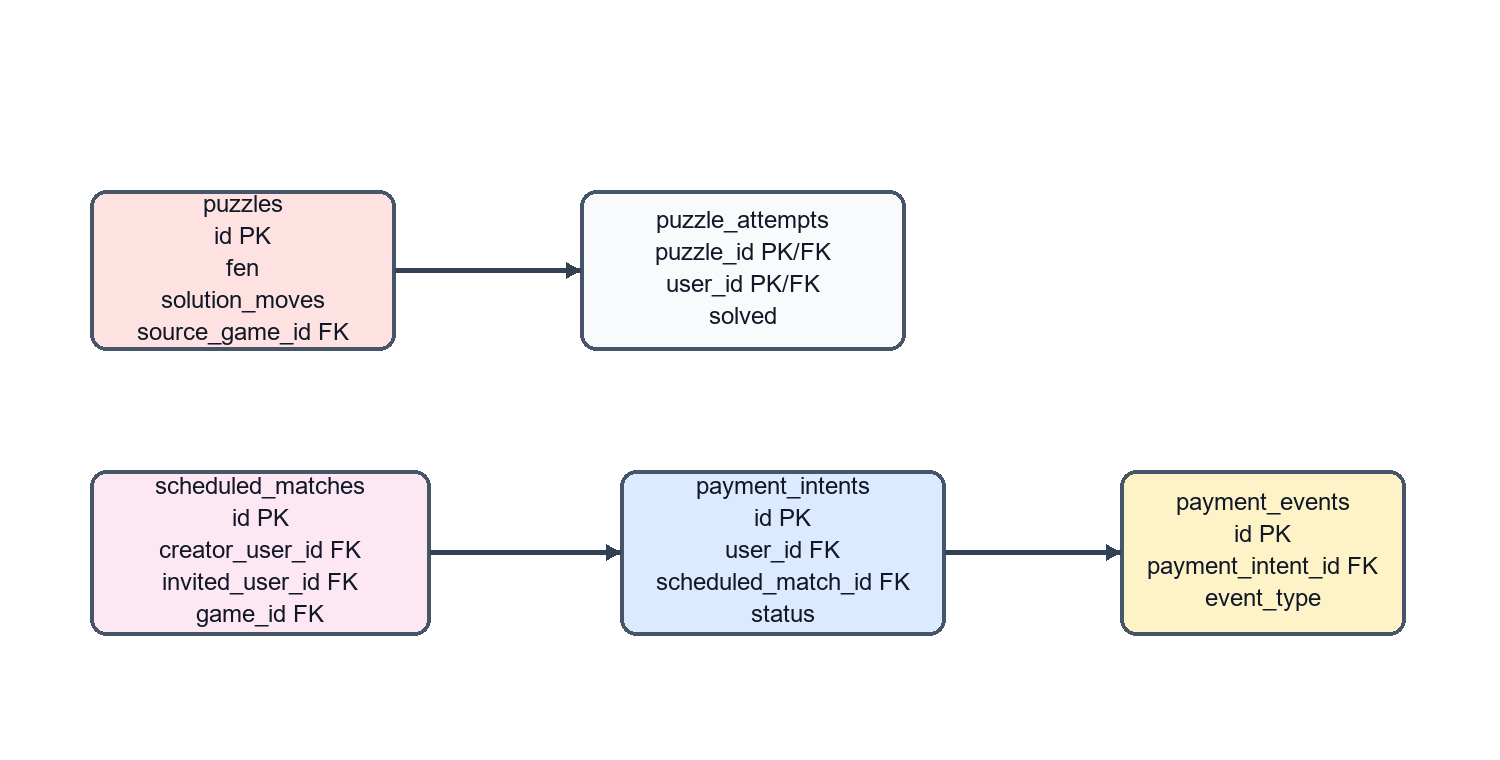 puzzles
id PK
fen
solution_moves
source_game_id FK
puzzle_attempts
puzzle_id PK/FK
user_id PK/FK
solved
scheduled_matches
id PK
creator_user_id FK
invited_user_id FK
game_id FK
payment_intents
id PK
user_id FK
scheduled_match_id FK
status
payment_events
id PK
payment_intent_id FK
event_type